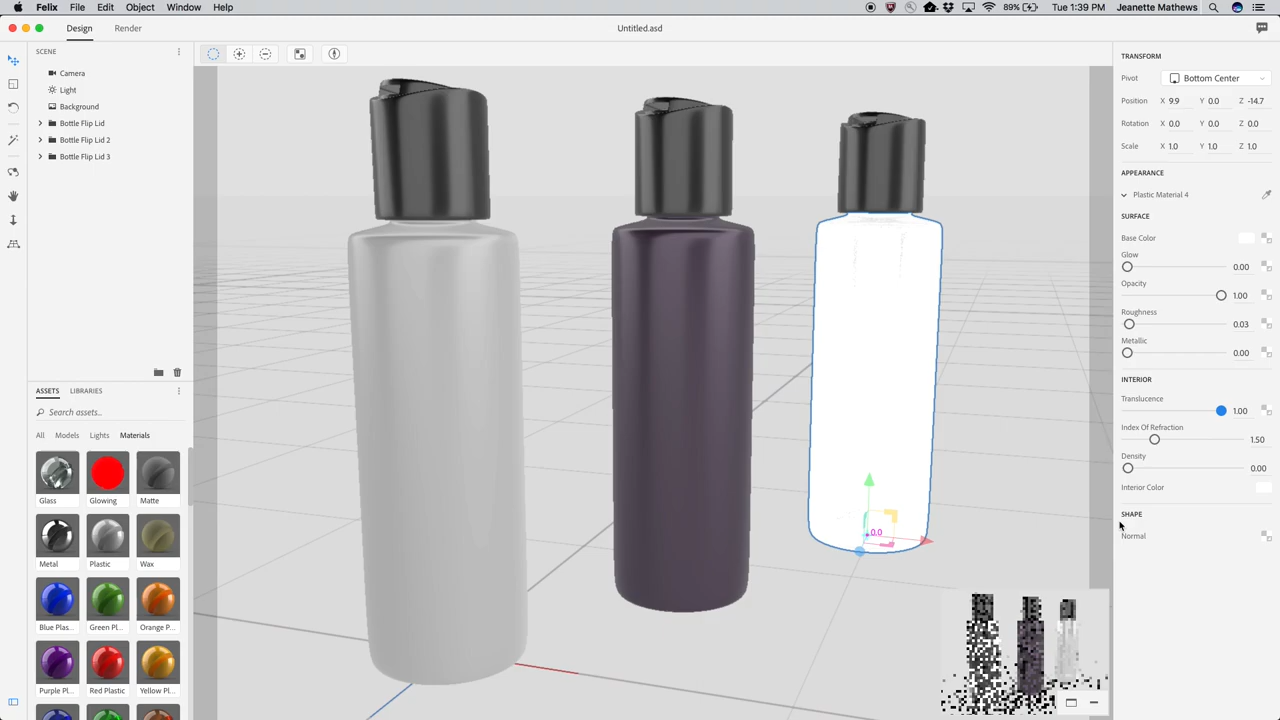 Felix File Edit Object Window Help
89% Tue 1:39 PM Jeanette Mathews
Design Render
Untitled.asd
SCENE
Camera
Light
Background
Bottle Flip Lid
Bottle Flip Lid 2
Bottle Flip Lid 3
ASSETS LIBRARIES
Search assets...
All Models Lights Materials
Glass Glowing Matte
Metal Plastic Wax
Blue Plas... Green Pl... Orange P...
Purple Pl... Red Plastic Yellow Pl...
0.0
TRANSFORM
Pivot Bottom Center
Position X 9.9 Y 0.0 Z -14.7
Rotation X 0.0 Y 0.0 Z 0.0
Scale X 1.0 Y 1.0 Z 1.0
APPEARANCE
Plastic Material 4
SURFACE
Base Color
Glow
0.00
Opacity
1.00
Roughness
0.03
Metallic
0.00
INTERIOR
Translucence
1.00
Index Of Refraction
1.50
Density
0.00
Interior Color
SHAPE
Normal